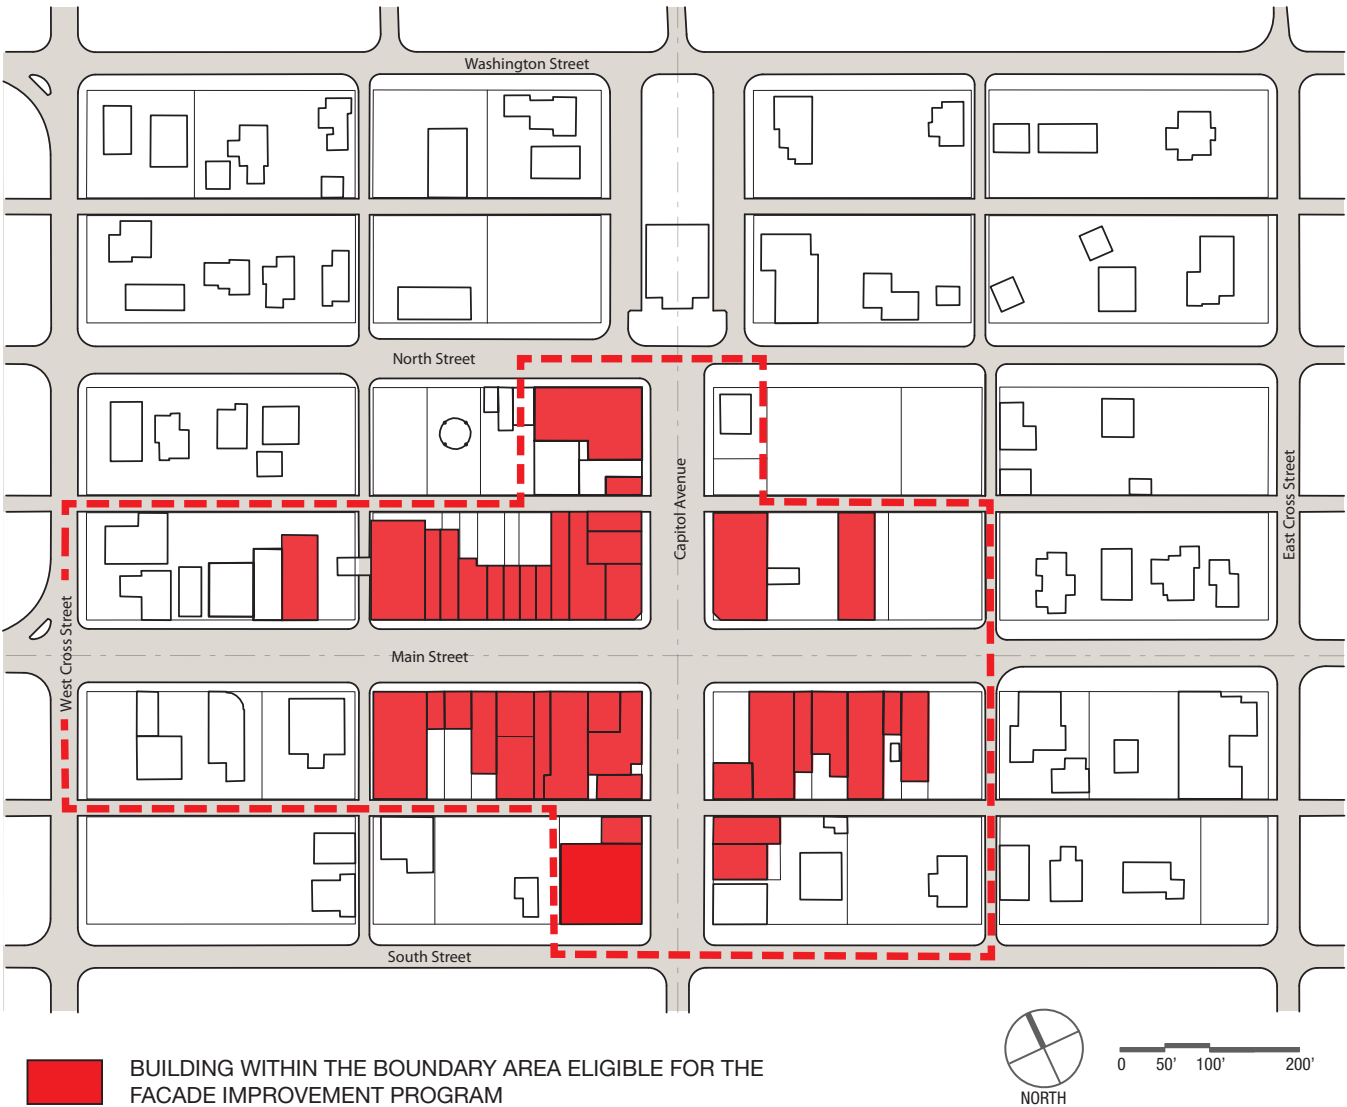 Washington Street
North Street
Capitol Avenue
East Cross Street
West Cross Street
Main Street
South Street
BUILDING WITHIN THE BOUNDARY AREA ELIGIBLE FOR THE
FACADE IMPROVEMENT PROGRAM
NORTH
0 50' 100' 200'